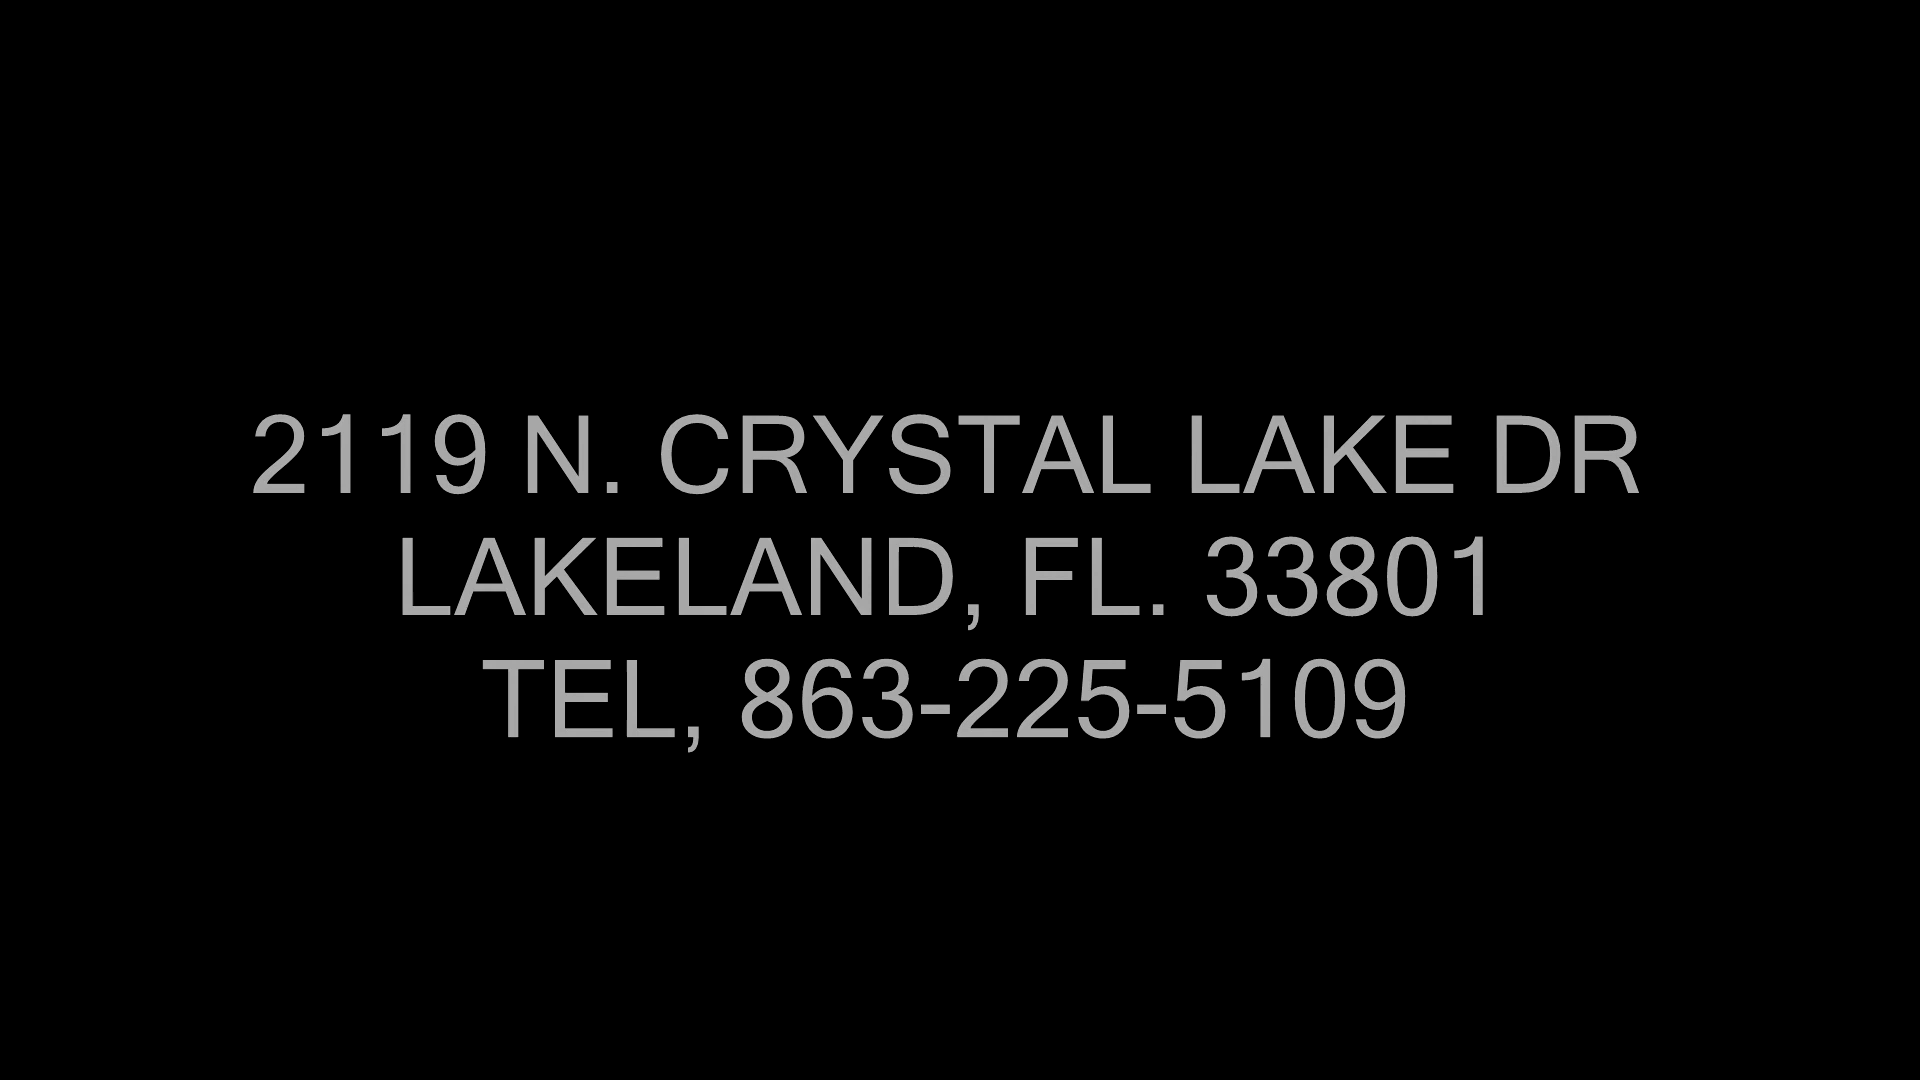 2119 N. CRYSTAL LAKE DR
LAKELAND, FL. 33801
TEL, 863-225-5109